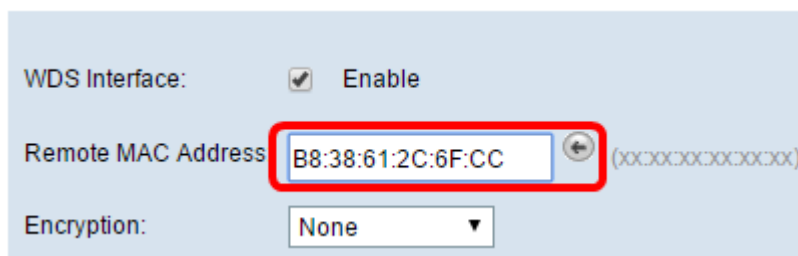 WDS Interface: Enable
Remote MAC Address B8:38:61:2C:6F:CC (xx:xx:xx:xx:xx:xx)
Encryption: None